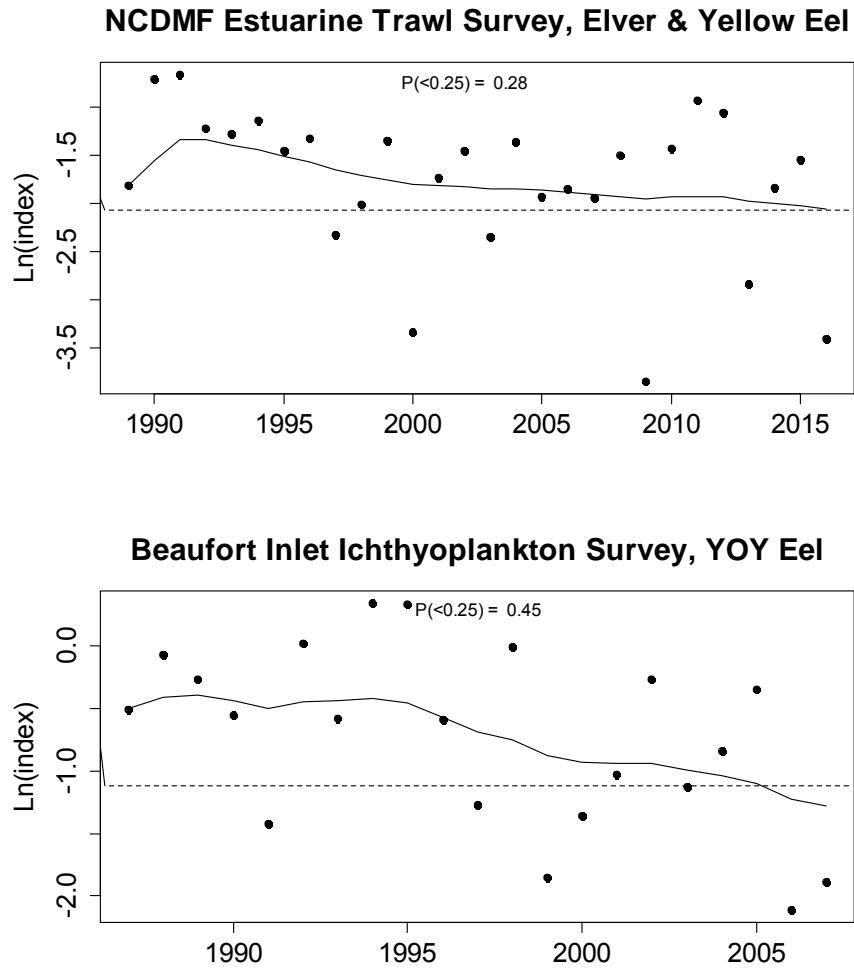 NCDMF Estuarine Trawl Survey, Elver & Yellow Eel
P(<0.25) = 0.28
Ln(index)
-1.5
-2.5
-3.5
1990 1995 2000 2005 2010 2015
Beaufort Inlet Ichthyoplankton Survey, YOY Eel
P(<0.25) = 0.45
Ln(index)
0.0
-1.0
-2.0
1990 1995 2000 2005